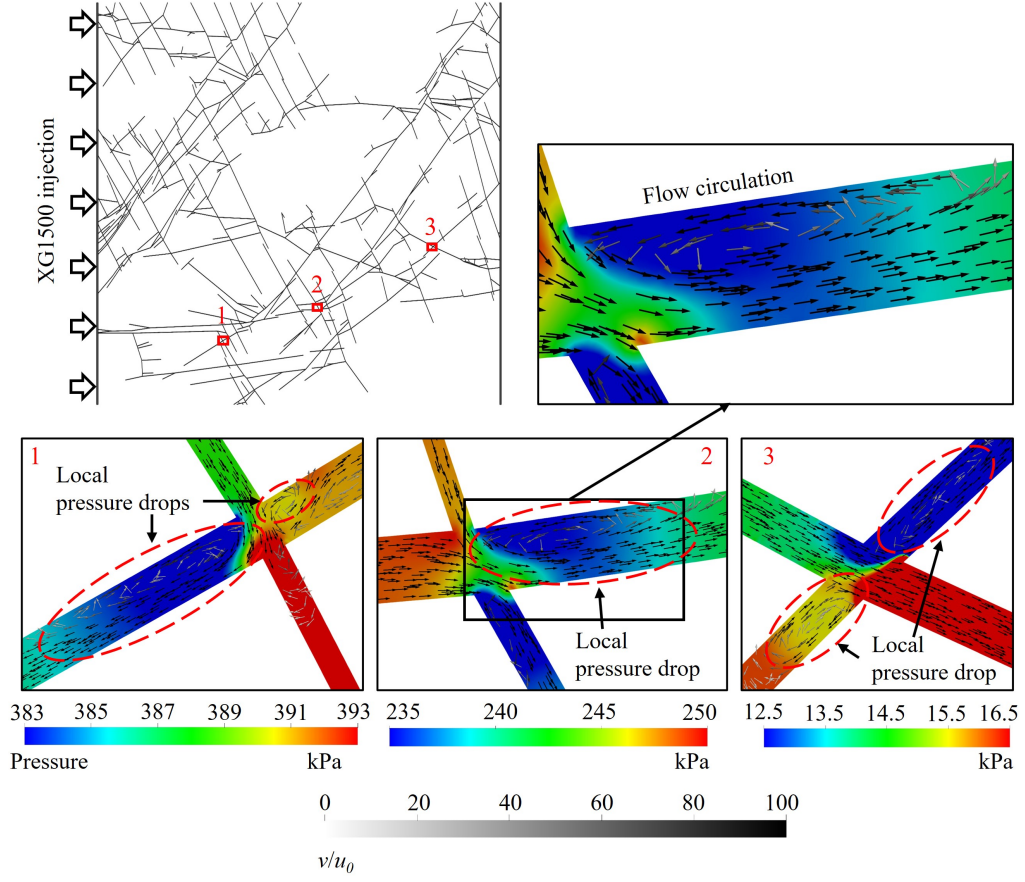 XG1500 injection
1
2
3
Flow circulation
1
Local
pressure drops
2
Local
pressure drop
3
Local
pressure drop
383 385 387 389 391 393
Pressure kPa
235 240 245 250
kPa
12.5 13.5 14.5 15.5 16.5
kPa
0 20 40 60 80 100
v/u0